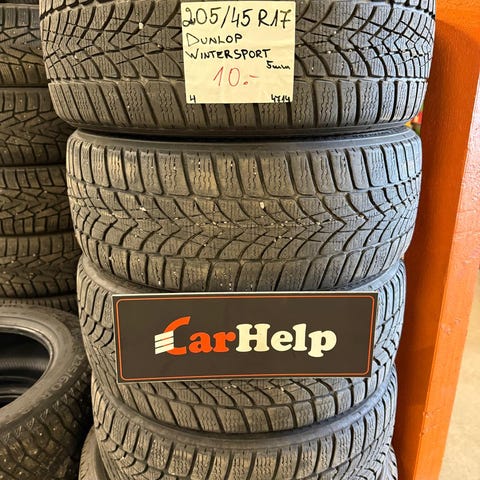 205/45 R17
DUNLOP
WINTERSPORT
5mm
10.-
4 4714
CarHelp